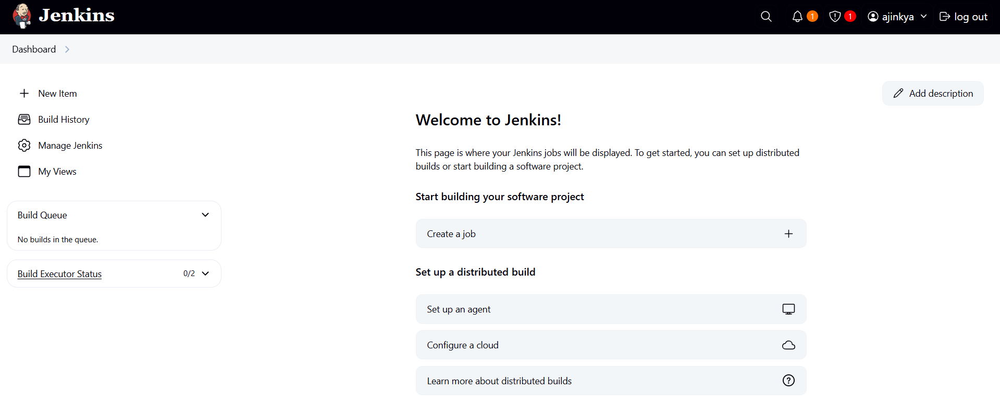 Jenkins
1
1
ajinkya
log out
Dashboard
New Item
Build History
Manage Jenkins
My Views
Build Queue
No builds in the queue.
Build Executor Status
0/2
Add description
Welcome to Jenkins!
This page is where your Jenkins jobs will be displayed. To get started, you can set up distributed
builds or start building a software project.
Start building your software project
Create a job
Set up a distributed build
Set up an agent
Configure a cloud
Learn more about distributed builds